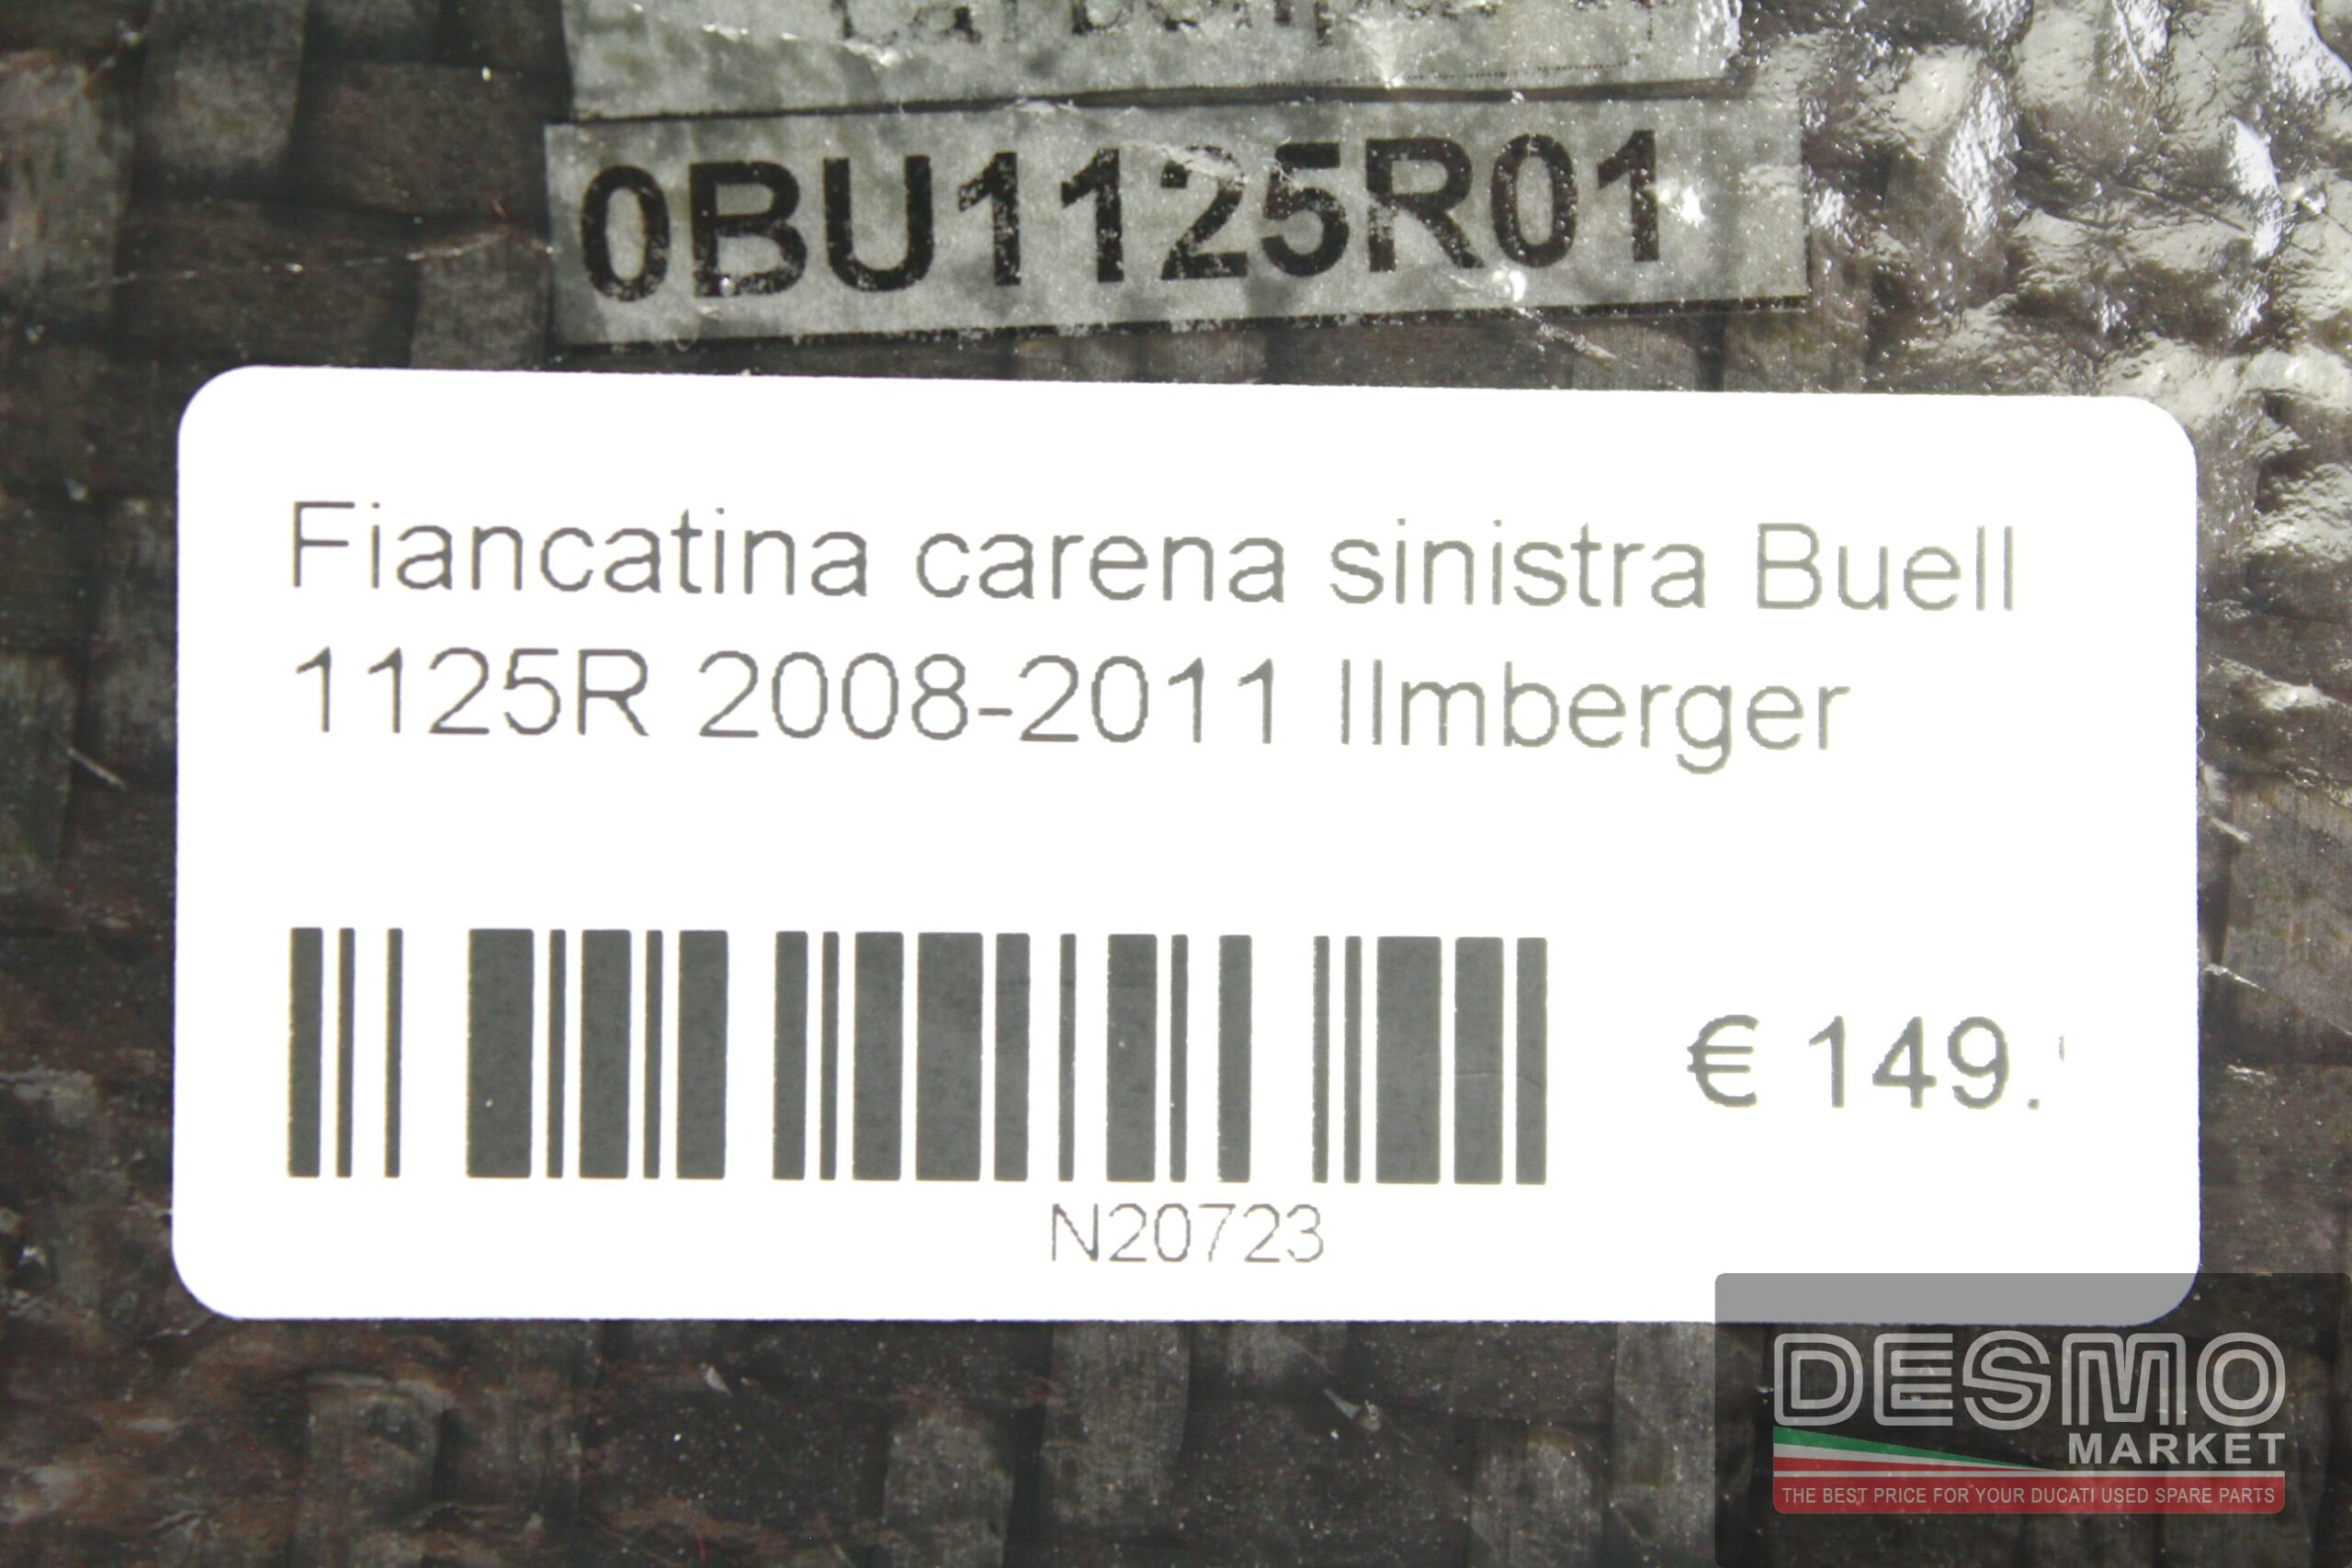 0BU1125R01
Fiancatina carena sinistra Buell
1125R 2008-2011 Ilmberger
€ 149.
N20723
DESMO
MARKET
THE BEST PRICE FOR YOUR DUCATI USED SPARE PARTS